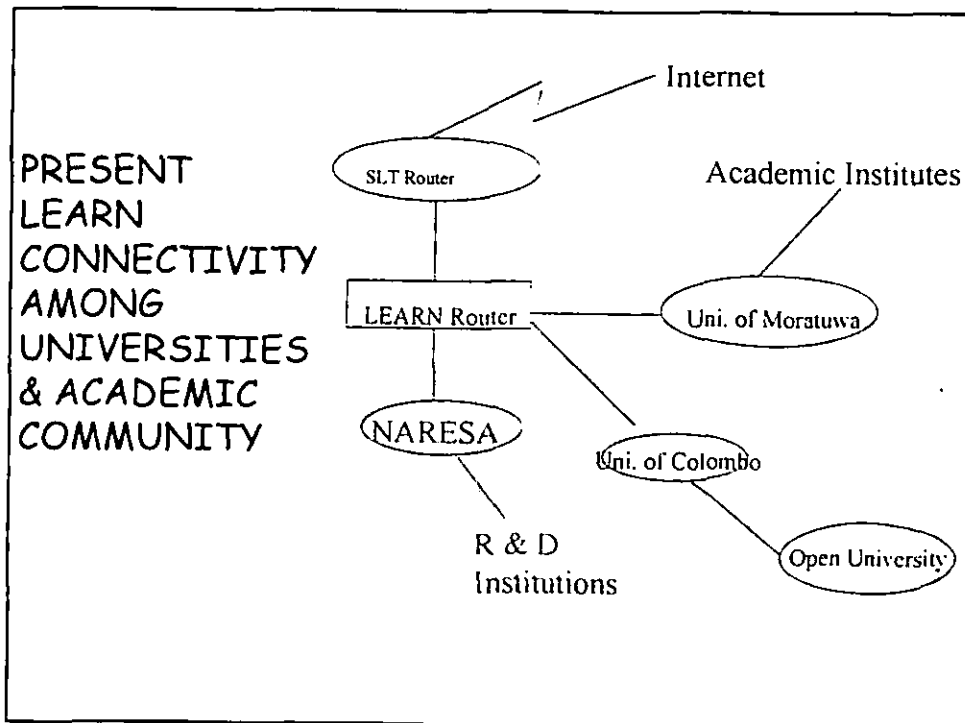 PRESENT
LEARN
CONNECTIVITY
AMONG
UNIVERSITIES
& ACADEMIC
COMMUNITY
Internet
SLT Router
Academic Institutes
LEARN Router
Uni. of Moratuwa
NARESA
Uni. of Colombo
R & D
Institutions
Open University